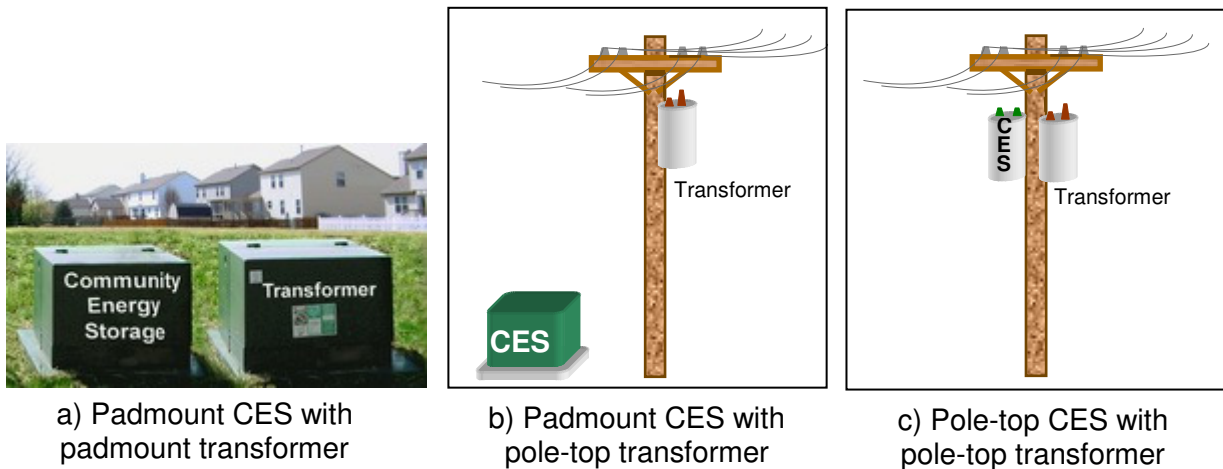 Community
Energy
Storage
Transformer
a) Padmount CES with
padmount transformer
Transformer
CES
b) Padmount CES with
pole-top transformer
CES
Transformer
c) Pole-top CES with
pole-top transformer